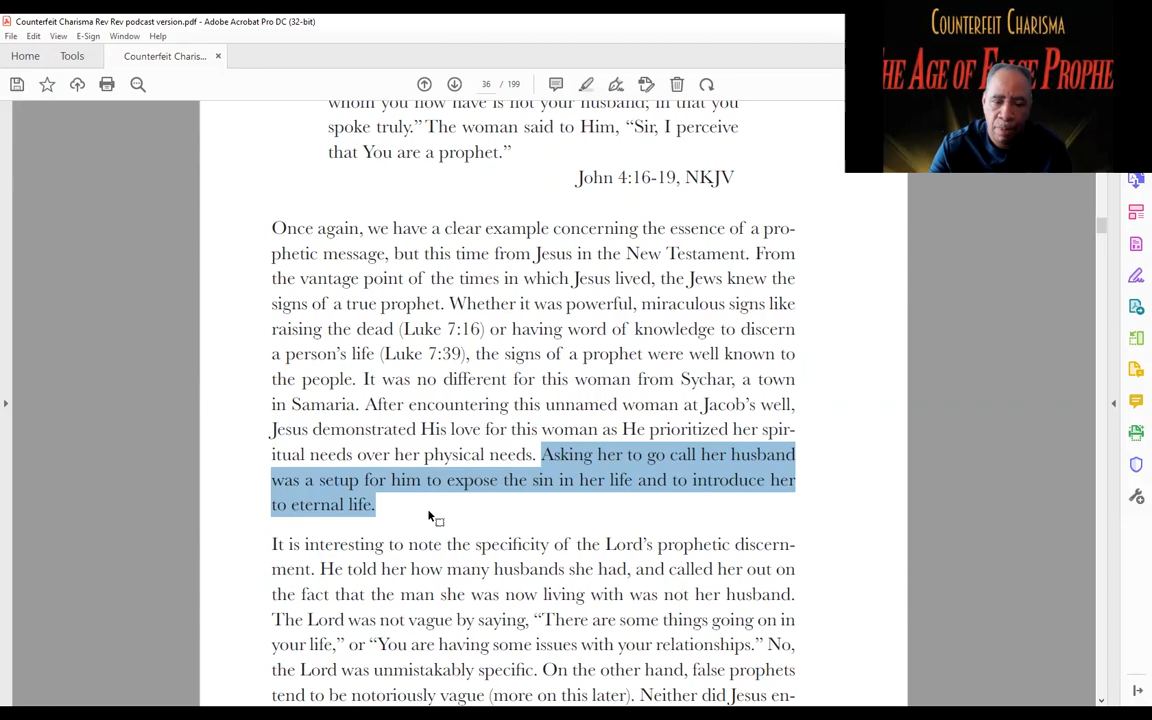 Counterfeit Charisma Rev Rev podcast version.pdf - Adobe Acrobat Pro DC (32-bit)
File Edit View E-Sign Window Help
Home Tools Counterfeit Charis... ×
36 / 199
COUNTERFEIT CHARISMA
HE AGE OF F LSE PROPHE
whom you now have is not your husband; in that you
spoke truly.” The woman said to Him, “Sir, I perceive
that You are a prophet.”
John 4:16-19, NKJV
Once again, we have a clear example concerning the essence of a pro-
phetic message, but this time from Jesus in the New Testament. From
the vantage point of the times in which Jesus lived, the Jews knew the
signs of a true prophet. Whether it was powerful, miraculous signs like
raising the dead (Luke 7:16) or having word of knowledge to discern
a person’s life (Luke 7:39), the signs of a prophet were well known to
the people. It was no different for this woman from Sychar, a town
in Samaria. After encountering this unnamed woman at Jacob’s well,
Jesus demonstrated His love for this woman as He prioritized her spir-
itual needs over her physical needs. Asking her to go call her husband
was a setup for him to expose the sin in her life and to introduce her
to eternal life.
It is interesting to note the specificity of the Lord’s prophetic discern-
ment. He told her how many husbands she had, and called her out on
the fact that the man she was now living with was not her husband.
The Lord was not vague by saying, “There are some things going on in
your life,” or “You are having some issues with your relationships.” No,
the Lord was unmistakably specific. On the other hand, false prophets
tend to be notoriously vague (more on this later). Neither did Jesus en-